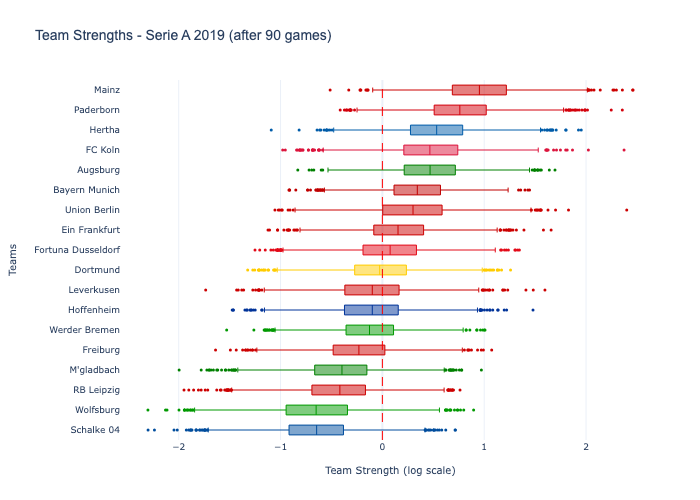 Team Strengths - Serie A 2019 (after 90 games)
Mainz
Paderborn
Hertha
FC Koln
Augsburg
Bayern Munich
Union Berlin
Ein Frankfurt
Fortuna Dusseldorf
Dortmund
Leverkusen
Hoffenheim
Werder Bremen
Freiburg
M'gladbach
RB Leipzig
Wolfsburg
Schalke 04
Teams
−2 −1 0 1 2
Team Strength (log scale)